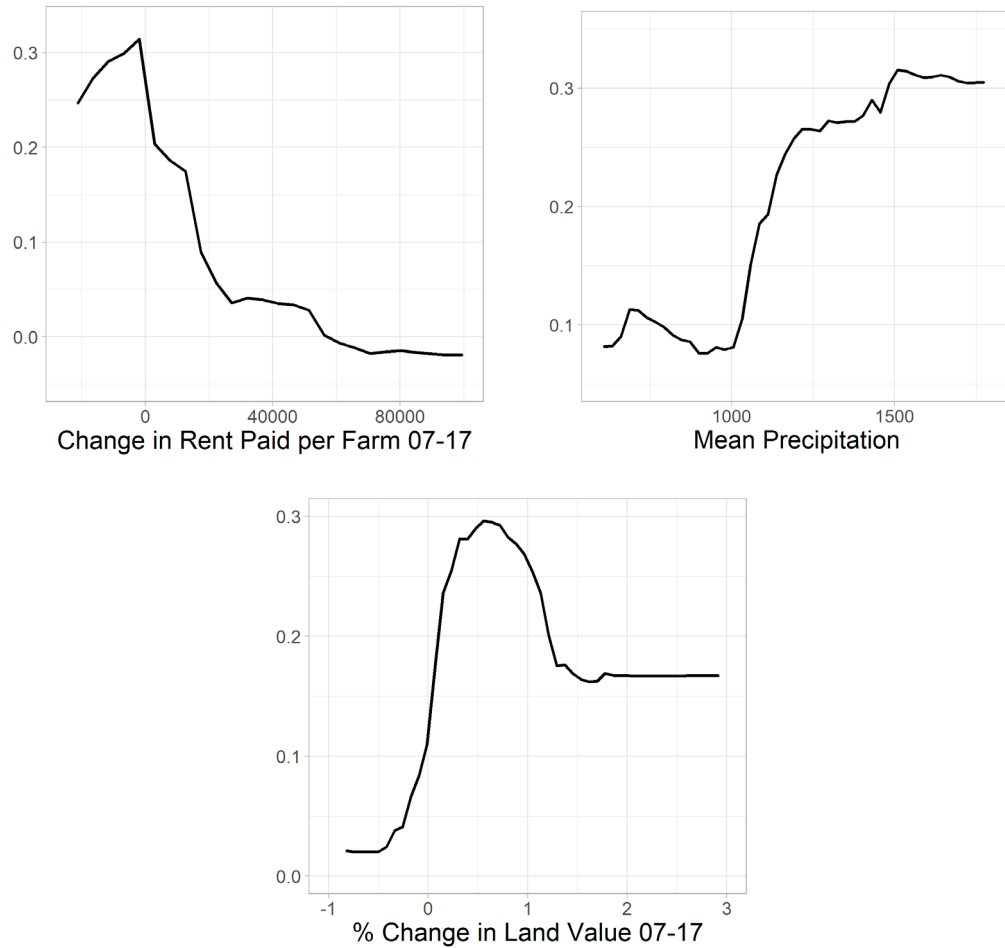 0.3
0.2
0.1
0.0
0 40000 80000
Change in Rent Paid per Farm 07-17
0.3
0.2
0.1
1000 1500
Mean Precipitation
0.3
0.2
0.1
0.0
-1 0 1 2 3
% Change in Land Value 07-17